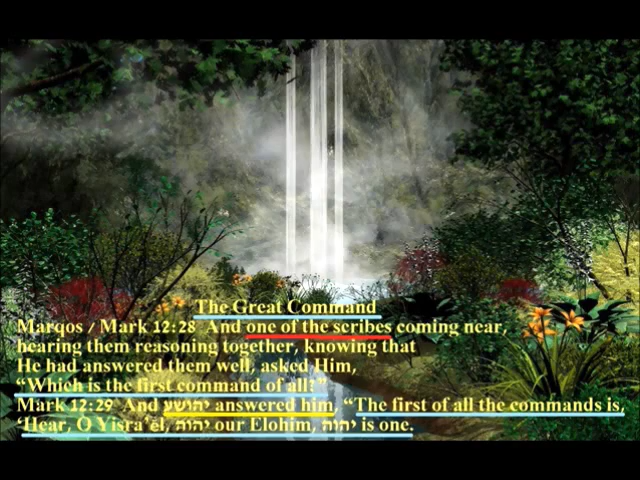 The Great Command
Marqos / Mark 12:28 And one of the scribes coming near,
hearing them reasoning together, knowing that
He had answered them well, asked Him,
“Which is the first command of all?”
Mark 12:29 And יהושע answered him, “The first of all the commands is,
‘Hear, O Yisra’ĕl, יהוה our Elohim, יהוה is one.